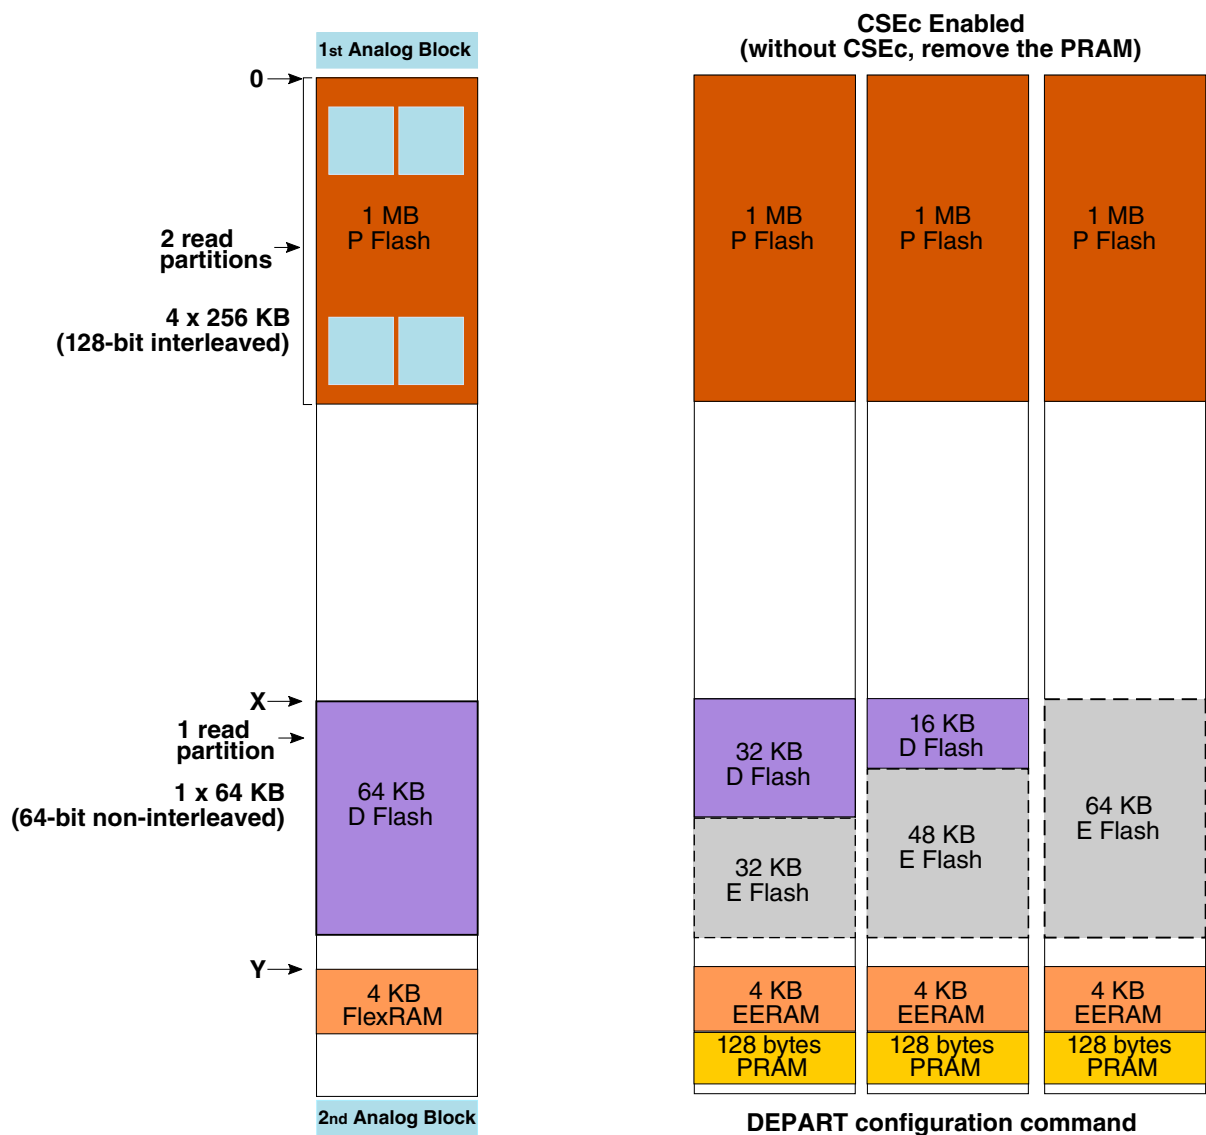 1st Analog Block
0
1 MB
P Flash
2 read
partitions
4 x 256 KB
(128-bit interleaved)
X
1 read
partition
1 x 64 KB
(64-bit non-interleaved)
64 KB
D Flash
Y
4 KB
FlexRAM
2nd Analog Block
CSEc Enabled
(without CSEc, remove the PRAM)
1 MB
P Flash
1 MB
P Flash
1 MB
P Flash
32 KB
D Flash
16 KB
D Flash
32 KB
E Flash
48 KB
E Flash
64 KB
E Flash
4 KB
EERAM
4 KB
EERAM
4 KB
EERAM
128 bytes
PRAM
128 bytes
PRAM
128 bytes
PRAM
DEPART configuration command